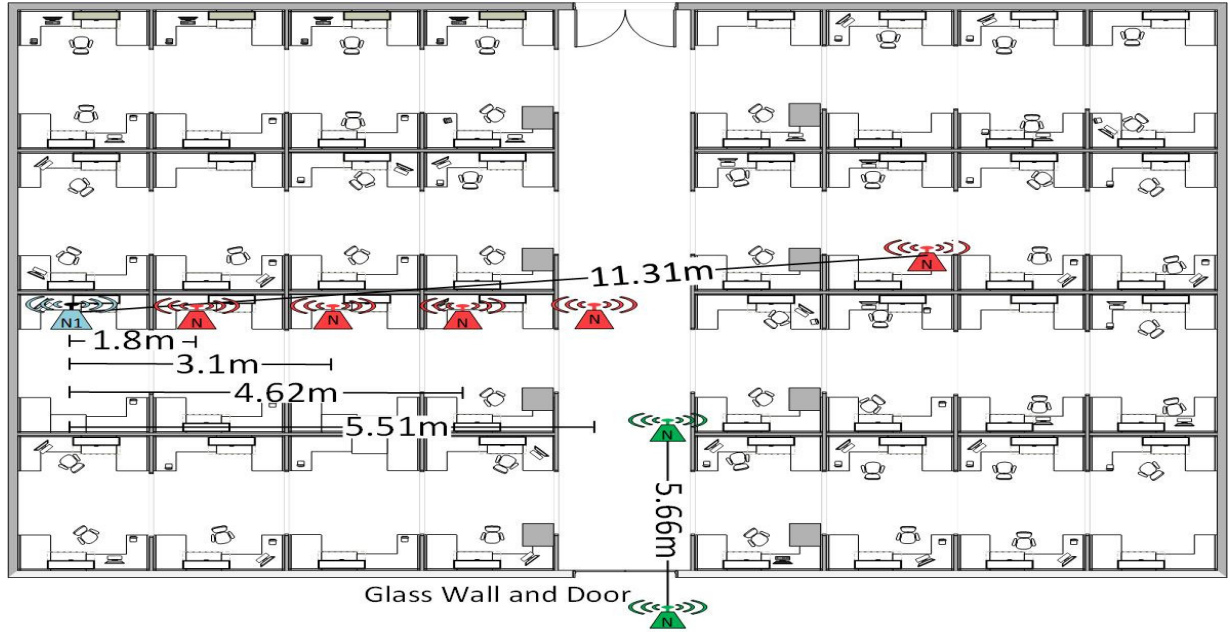 N
11.31m
N1
N
N
N
N
1.8m
3.1m
4.62m
5.51m
N
5.66m
Glass Wall and Door
N